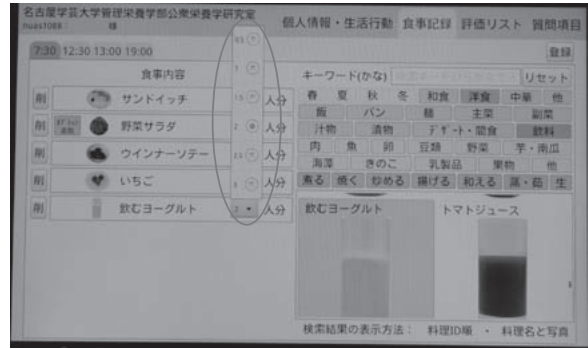 名古屋学芸大学管理栄養学部公衆栄養学研究室
nuas1088 様
個人情報・生活行動 食事記録 評価リスト 質問項目
7:30 12:30 13:00 19:00
登録
食事内容
削 サンドイッチ 人分
削 野菜サラダ 人分
削 ウインナーソテー 人分
削 いちご 人分
削 飲むヨーグルト 2 人分
0.5
1
1.5
2
2.5
3
キーワード(かな)
リセット
春 夏 秋 冬 和食 洋食 中華 他
飯 パン 麺 主菜 副菜
汁物 漬物 デザート・間食 飲料
肉 魚 卵 豆類 野菜 芋・南瓜
海藻 きのこ 乳製品 果物 他
煮る 焼く 炒める 揚げる 和える 蒸・茹 生
飲むヨーグルト トマトジュース
検索結果の表示方法: 料理ID順 ・ 料理名と写真